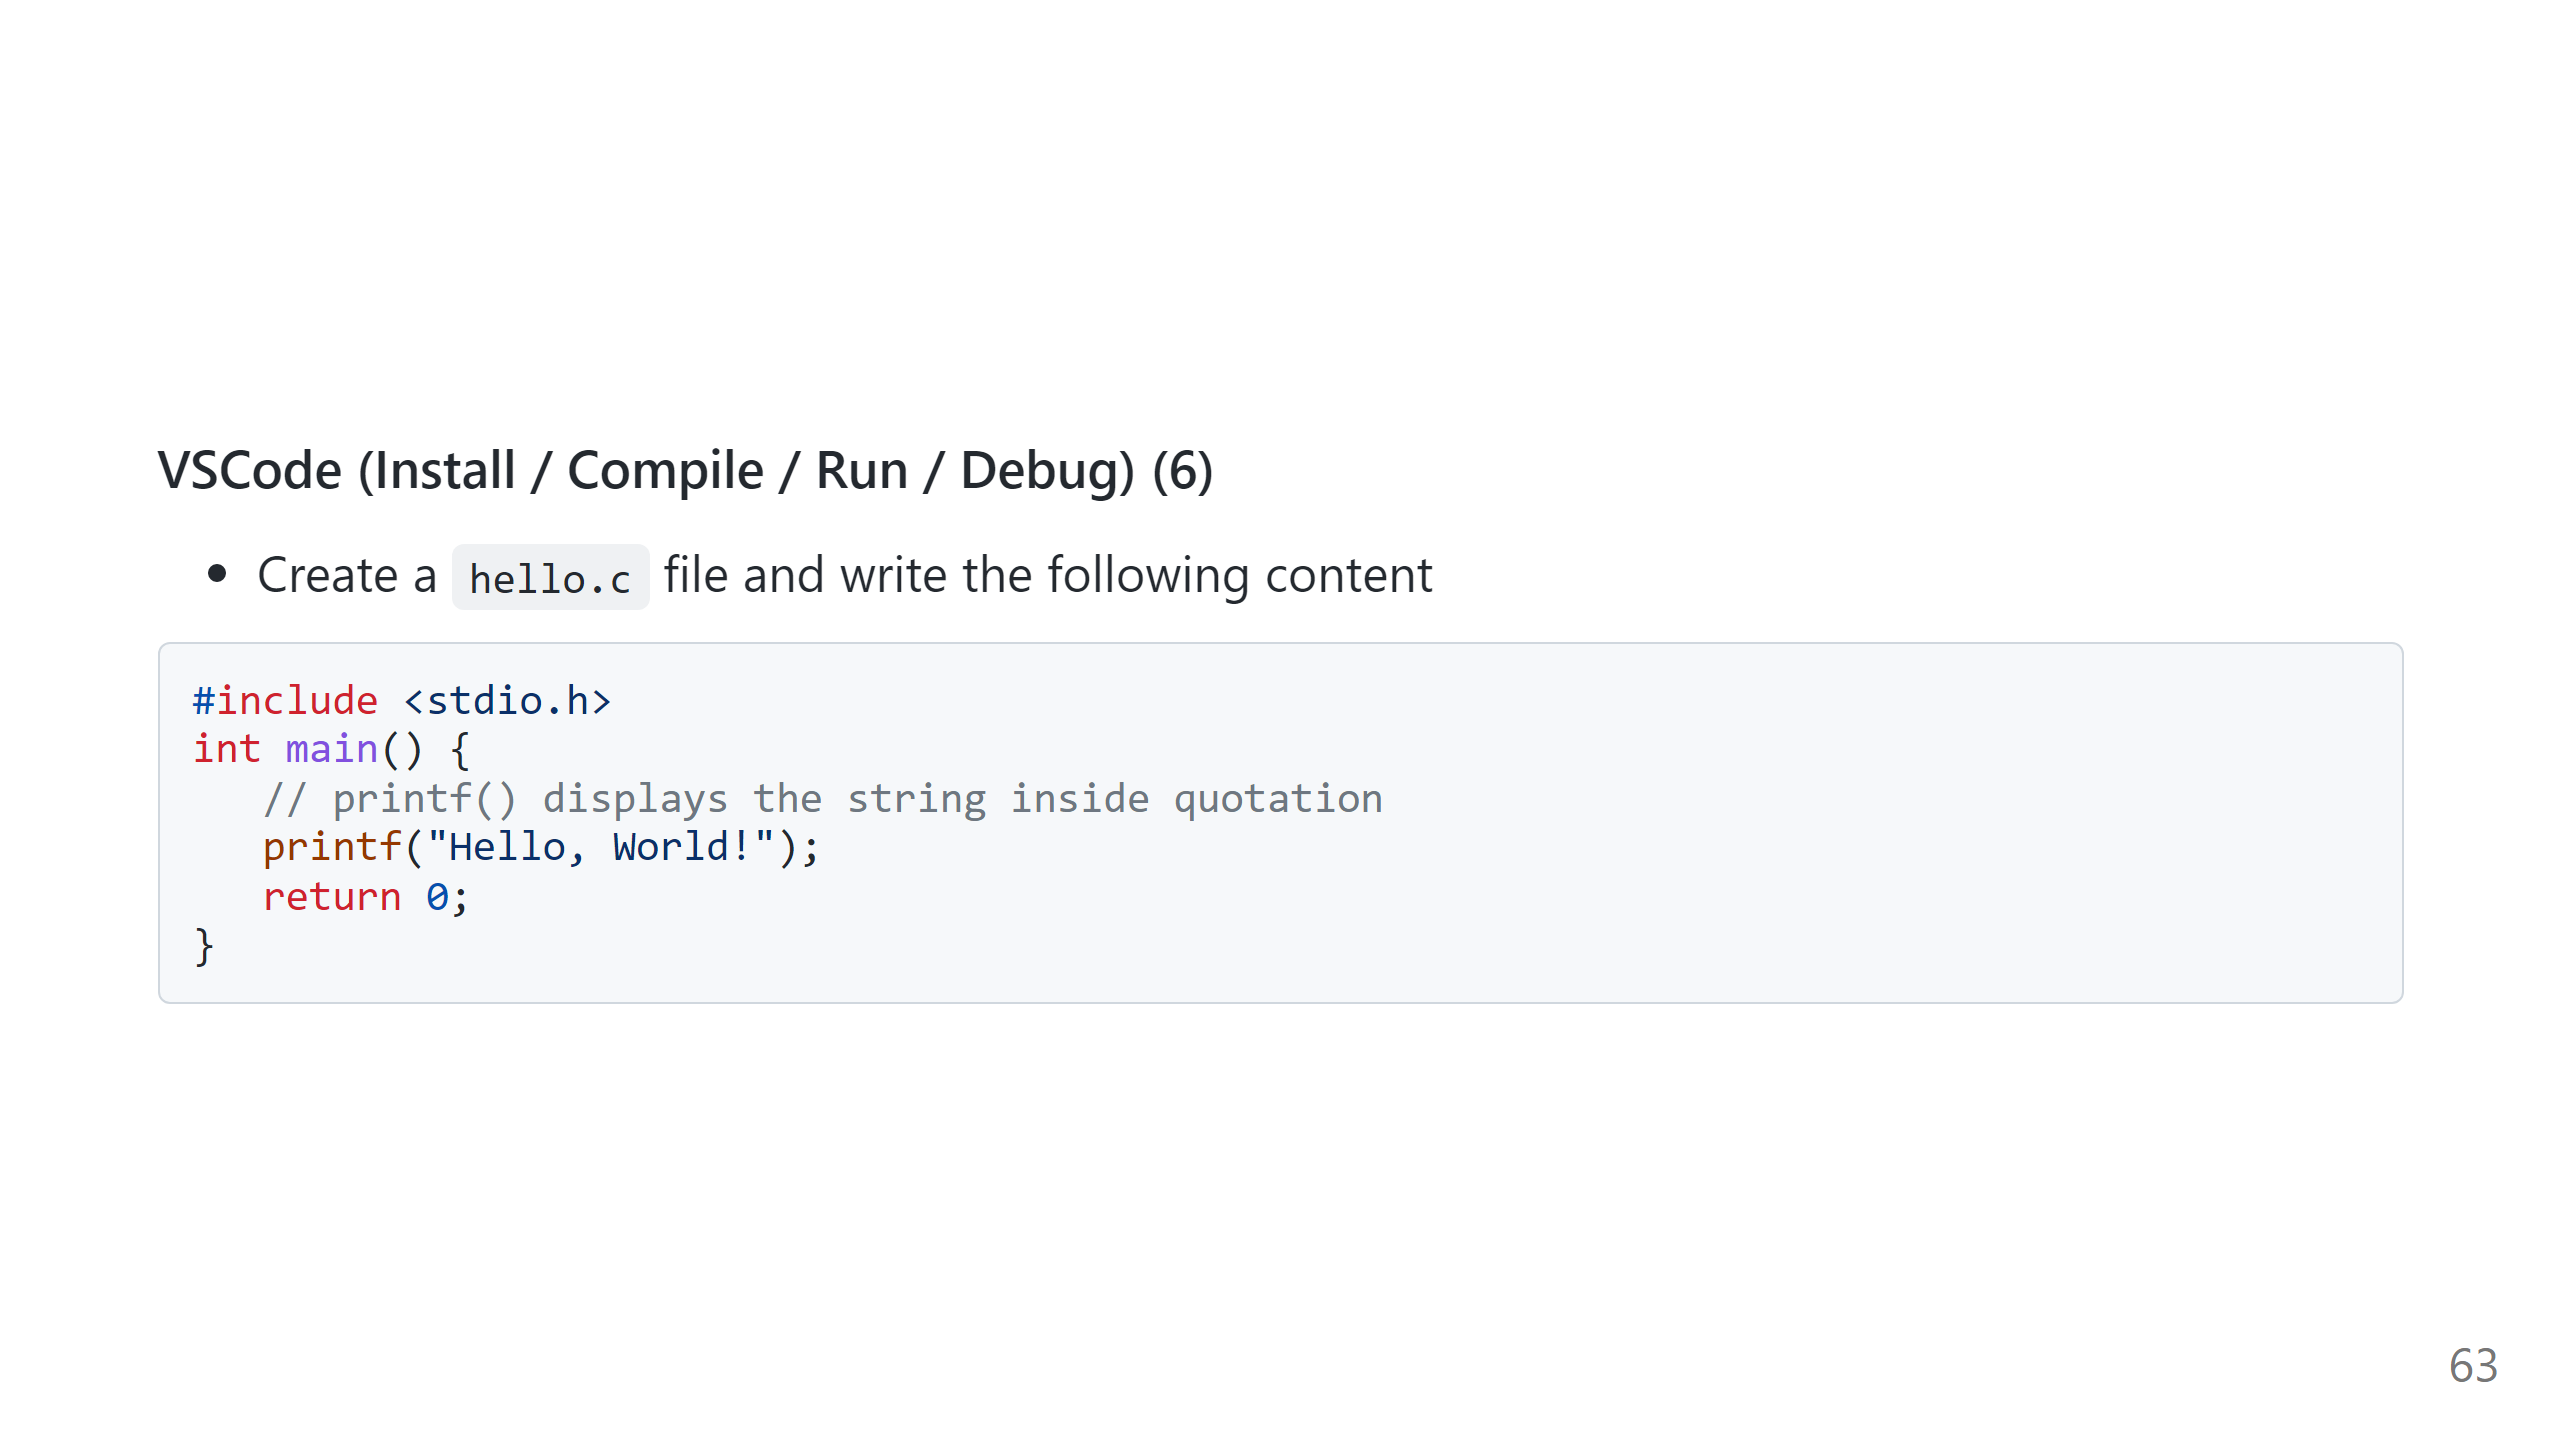 VSCode (Install / Compile / Run / Debug) (6)
• Create a hello.c file and write the following content
#include <stdio.h>
int main() {
   // printf() displays the string inside quotation
   printf("Hello, World!");
   return 0;
}
63